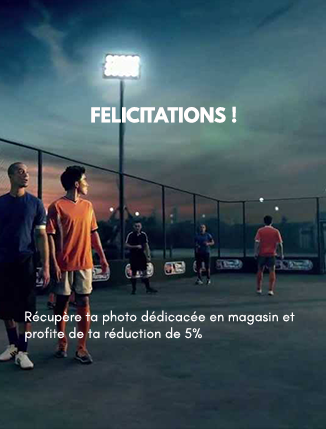 FELICITATIONS !
Récupère ta photo dédicacée en magasin et
profite de ta réduction de 5%